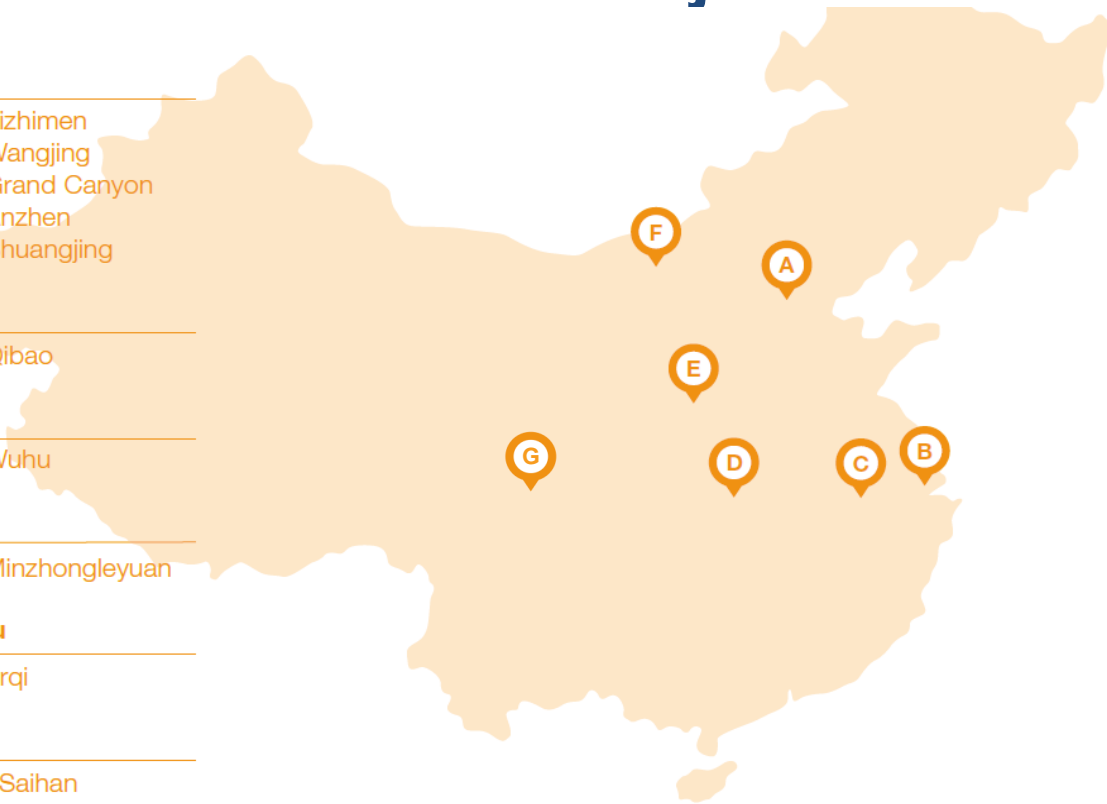 izhimen
Wangjing
Grand Canyon
nzhen
huangjing
Qibao
Wuhu
Minzhongleyuan
u
rqi
Saihan
F
A
E
G
D
C
B